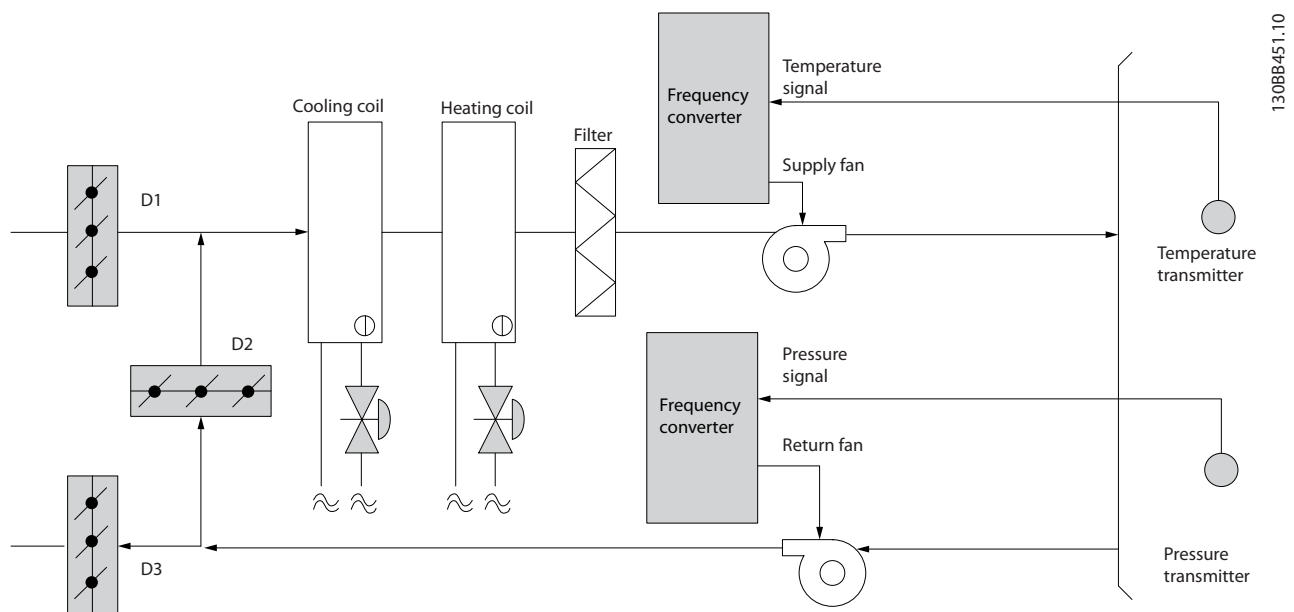 130BB451.10
Temperature
signal
Frequency
converter
Cooling coil
Heating coil
Filter
Supply fan
D1
Temperature
transmitter
D2
Pressure
signal
Frequency
converter
Return fan
D3
Pressure
transmitter